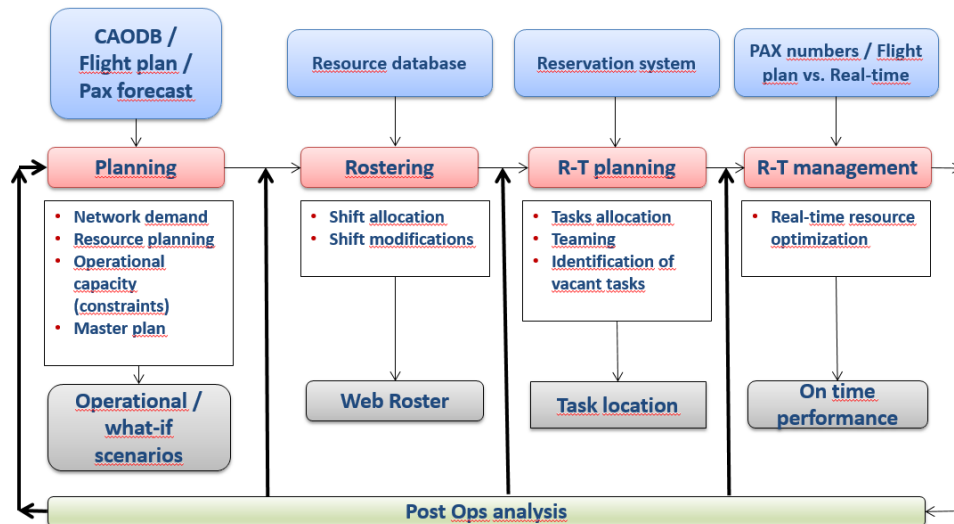 CAODB /
Flight plan /
Pax forecast
Resource database
Reservation system
PAX numbers / Flight
plan vs. Real-time
Planning
Rostering
R-T planning
R-T management
• Network demand
• Resource planning
• Operational
capacity
(constraints)
• Master plan
• Shift allocation
• Shift modifications
• Tasks allocation
• Teaming
• Identification of
vacant tasks
• Real-time resource
optimization
Operational /
what-if
scenarios
Web Roster
Task location
On time
performance
Post Ops analysis